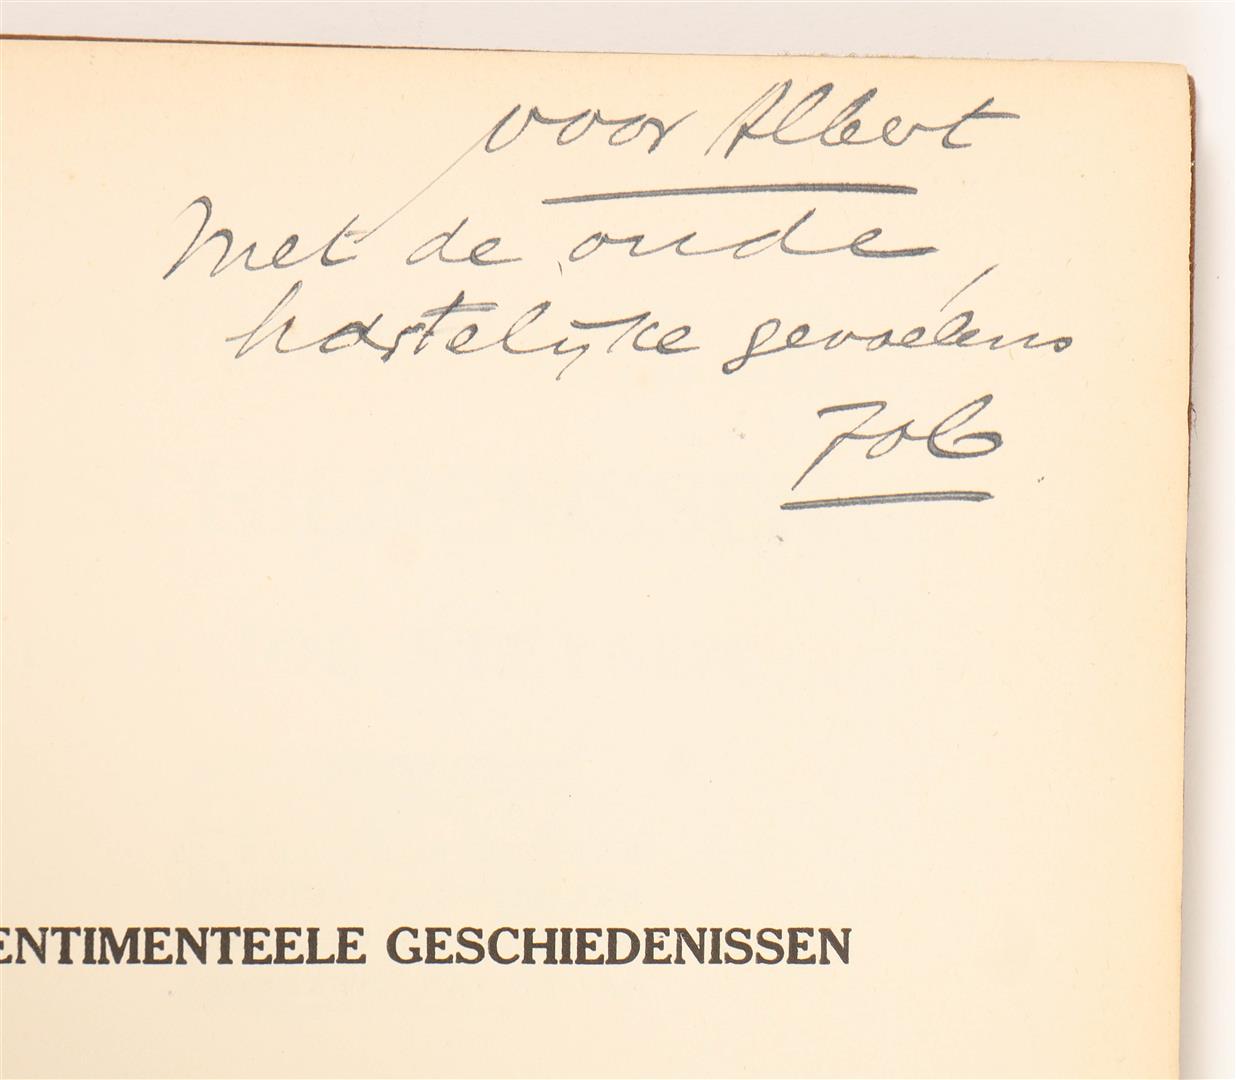 voor Albert
Met de oude,
hartelijke gevoelens
Job
ENTIMENTEELE GESCHIEDENISSEN